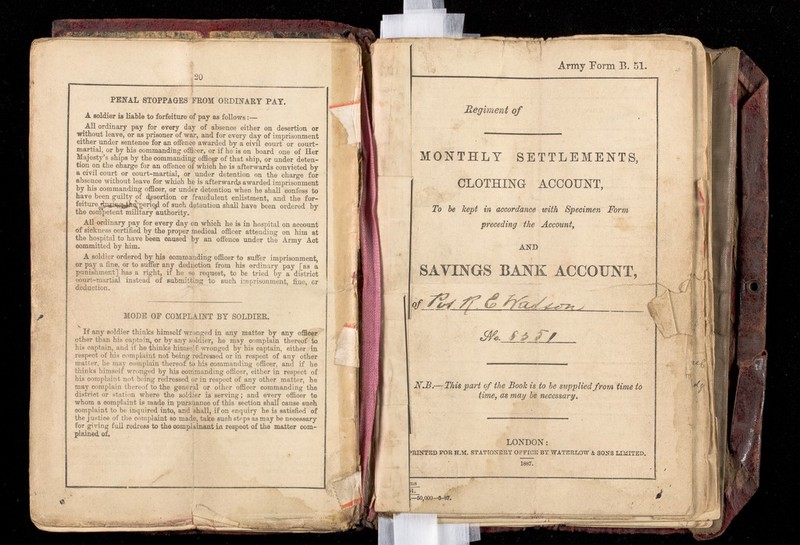 20
PENAL STOPPAGES FROM ORDINARY PAY.
A soldier is liable to forfeiture of pay as follows:—
All ordinary pay for every day of absence either on desertion or
without leave, or as prisoner of war, and for every day of imprisonment
either under sentence for an offence awarded by a civil court or court-
martial, or by his commanding officer, or if he is on board one of Her
Majesty's ships by the commanding officer of that ship, or under deten-
tion on the charge for an offence of which he is afterwards convicted by
a civil court or court-martial, or under detention on the charge for
absence without leave for which he is afterwards awarded imprisonment
by his commanding officer, or under detention when he shall confess to
have been guilty of desertion or fraudulent enlistment, and the for-
feiture period of such detention shall have been ordered by
the competent military authority.
All ordinary pay for every day on which he is in hospital on account
of sickness certified by the proper medical officer attending on him at
the hospital to have been caused by an offence under the Army Act
committed by him.
A soldier ordered by his commanding officer to suffer imprisonment,
or pay a fine, or to suffer any deduction from his ordinary pay [as a
punishment] has a right, if he so request, to be tried by a district
court-martial instead of submitting to such imprisonment, fine, or
deduction.
MODE OF COMPLAINT BY SOLDIER.
If any soldier thinks himself wronged in any matter by any officer
other than his captain, or by any soldier, he may complain thereof to
his captain, and if he thinks himself wronged by his captain, either in
respect of his complaint not being redressed or in respect of any other
matter, he may complain thereof to his commanding officer, and if he
thinks himself wronged by his commanding officer, either in respect of
his complaint not being redressed or in respect of any other matter, he
may complain thereof to the general or other officer commanding the
district or station where the soldier is serving; and every officer to
whom a complaint is made in pursuance of this section shall cause such
complaint to be inquired into, and shall, if on enquiry he is satisfied of
the justice of the complaint so made, take such steps as may be necessary
for giving full redress to the complainant in respect of the matter com-
plained of.
Army Form B. 51.
Regiment of
MONTHLY SETTLEMENTS,
CLOTHING ACCOUNT,
To be kept in accordance with Specimen Form
preceding the Account,
AND
SAVINGS BANK ACCOUNT,
of Pvt R E Watson
No. 5351
N.B.—This part of the Book is to be supplied from time to
time, as may be necessary.
LONDON:
PRINTED FOR H.M. STATIONERY OFFICE BY WATERLOW & SONS LIMITED.
1887.
—50,000—3-87.